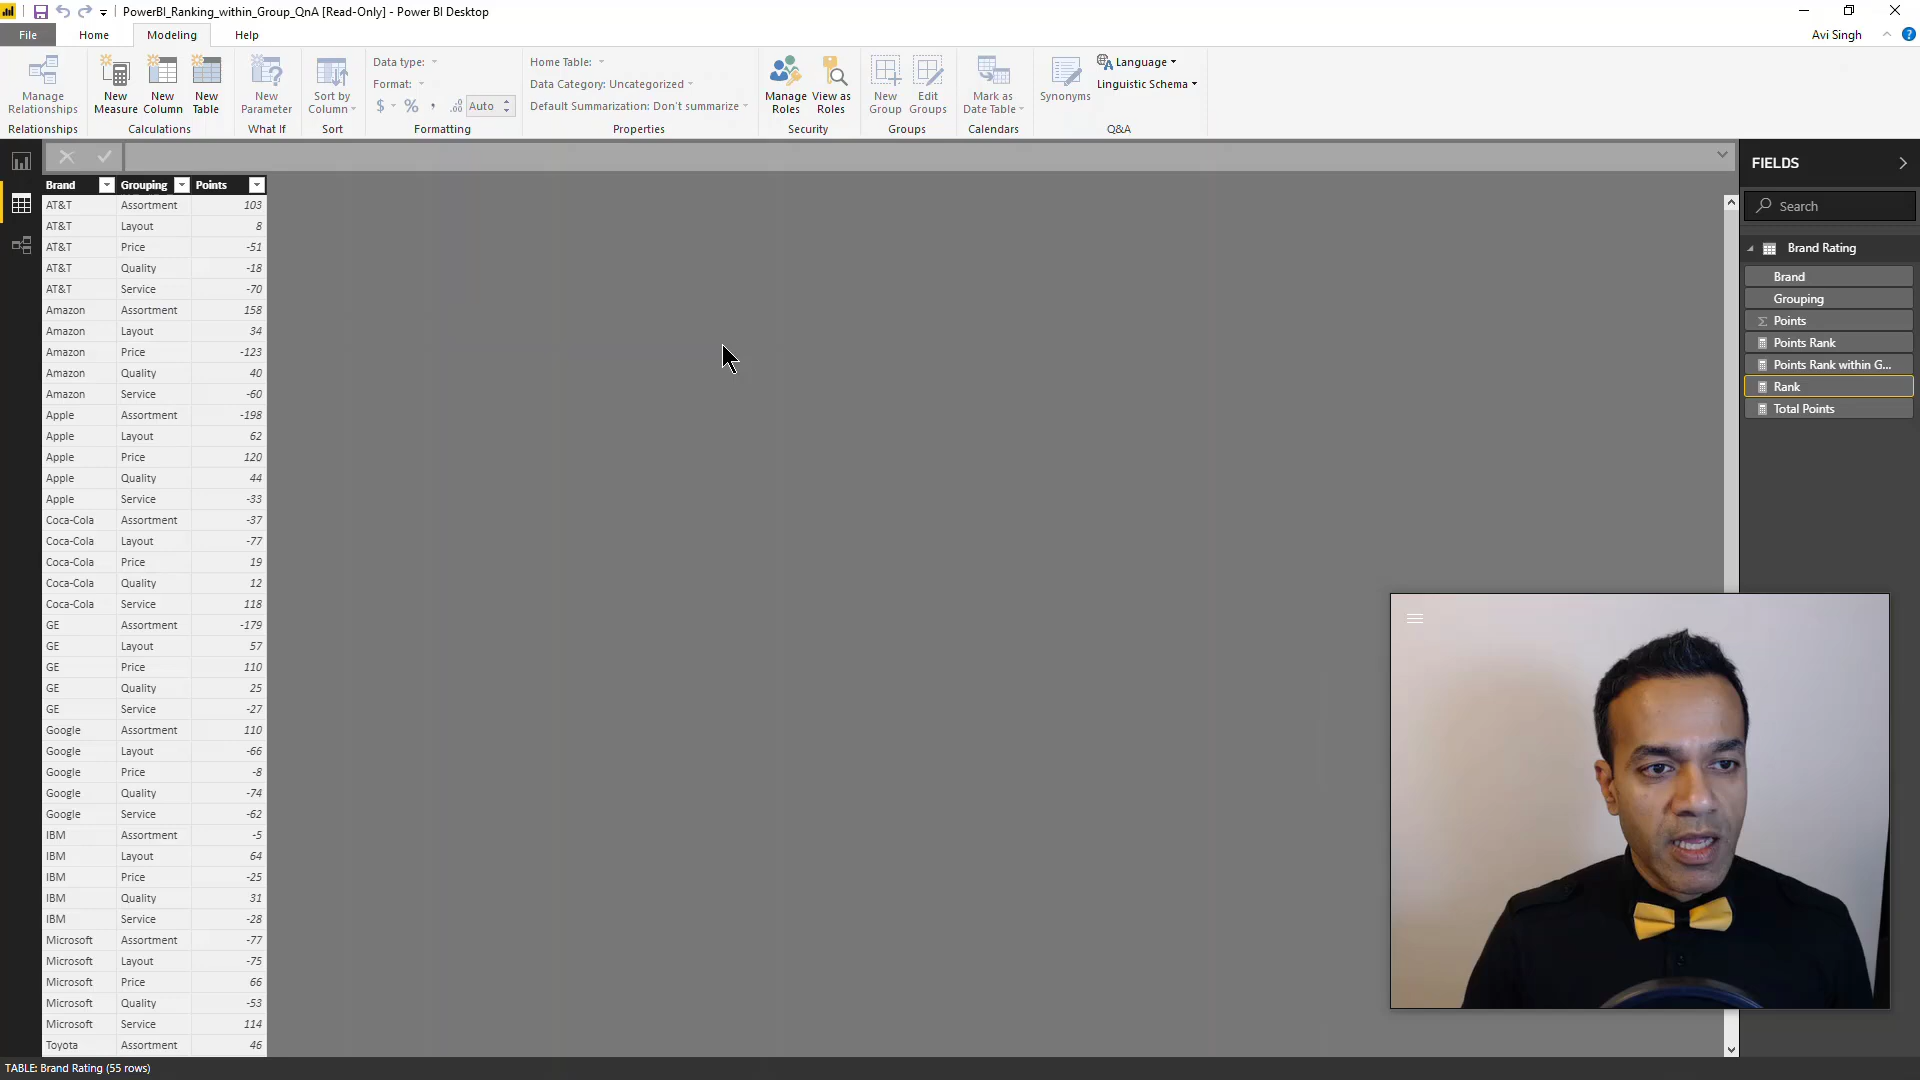 PowerBI_Ranking_within_Group_QnA [Read-Only] - Power BI Desktop
File Home Modeling Help Avi Singh
Manage Relationships
New Measure
New Column
New Table
New Parameter
Sort by Column
Data type:
Format:
$ % , Auto
Home Table:
Data Category: Uncategorized
Default Summarization: Don't summarize
Manage Roles
View as Roles
New Group
Edit Groups
Mark as Date Table
Synonyms
Language
Linguistic Schema
Relationships Calculations What If Sort Formatting Properties Security Groups Calendars Q&A
Brand Grouping Points
AT&T Assortment 103
AT&T Layout 8
AT&T Price -51
AT&T Quality -18
AT&T Service -70
Amazon Assortment 158
Amazon Layout 34
Amazon Price -123
Amazon Quality 40
Amazon Service -60
Apple Assortment -198
Apple Layout 62
Apple Price 120
Apple Quality 44
Apple Service -33
Coca-Cola Assortment -37
Coca-Cola Layout -77
Coca-Cola Price 19
Coca-Cola Quality 12
Coca-Cola Service 118
GE Assortment -179
GE Layout 57
GE Price 110
GE Quality 25
GE Service -27
Google Assortment 110
Google Layout -66
Google Price -8
Google Quality -74
Google Service -62
IBM Assortment -5
IBM Layout 64
IBM Price -25
IBM Quality 31
IBM Service -28
Microsoft Assortment -77
Microsoft Layout -75
Microsoft Price 66
Microsoft Quality -53
Microsoft Service 114
Toyota Assortment 46
FIELDS
Search
Brand Rating
Brand
Grouping
Σ Points
Points Rank
Points Rank within G...
Rank
Total Points
TABLE: Brand Rating (55 rows)